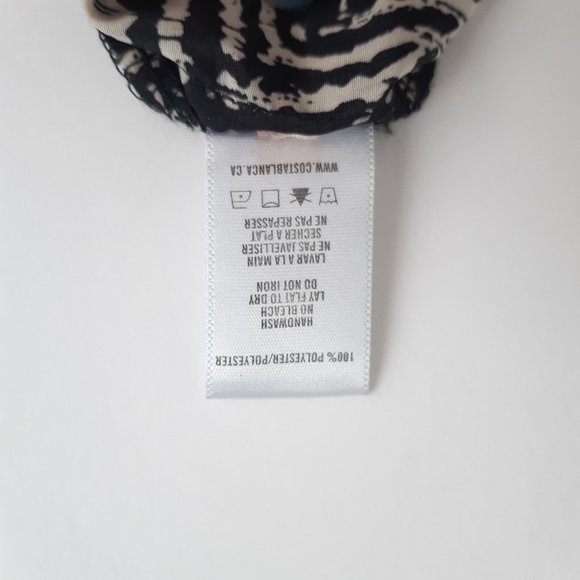 100% POLYESTER/POLYESTER
HANDWASH
NO BLEACH
LAY FLAT TO DRY
DO NOT IRON
LAVAR A LA MAIN
NE PAS JAVELLISER
SECHER A PLAT
NE PAS REPASSER
WWW.COSTABLANCA.CA